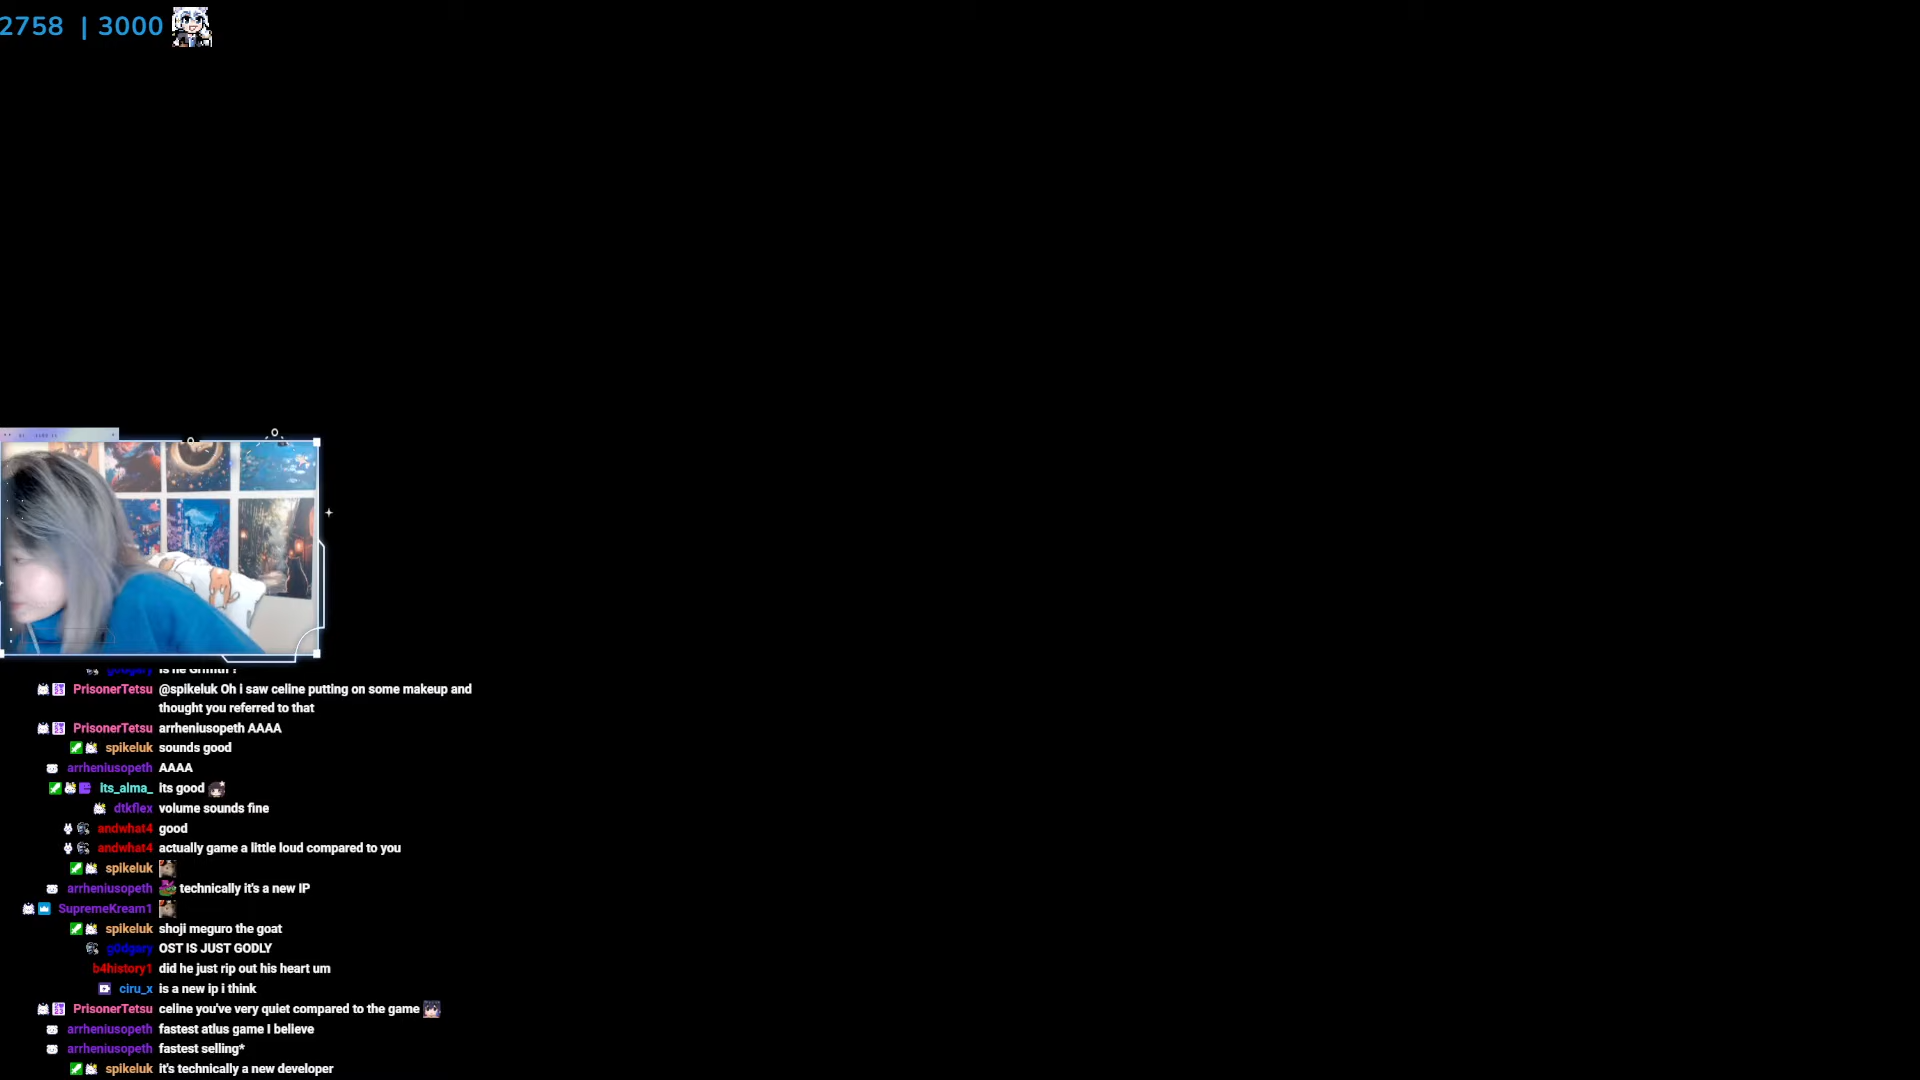 2758 | 3000
g0dgary is he Griffith ?
PrisonerTetsu @spikeluk Oh i saw celine putting on some makeup and
thought you referred to that
PrisonerTetsu arrheniusopeth AAAA
spikeluk sounds good
arrheniusopeth AAAA
its_alma_ its good
dtkflex volume sounds fine
andwhat4 good
andwhat4 actually game a little loud compared to you
spikeluk
arrheniusopeth technically it's a new IP
SupremeKream1
spikeluk shoji meguro the goat
g0dgary OST IS JUST GODLY
b4history1 did he just rip out his heart um
ciru_x is a new ip i think
PrisonerTetsu celine you've very quiet compared to the game
arrheniusopeth fastest atlus game I believe
arrheniusopeth fastest selling*
spikeluk it's technically a new developer